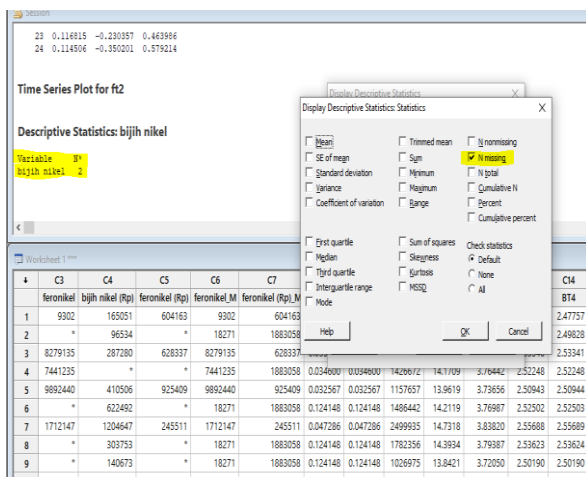 Session
23 0.116815 -0.230357 0.463986
24 0.114506 -0.350201 0.579214
Time Series Plot for ft2
Descriptive Statistics: bijih nikel
Variable N*
bijih nikel 2
Display Descriptive Statistics X
Display Descriptive Statistics: Statistics X
Mean Trimmed mean N nonmissing
SE of mean Sum N missing
Standard deviation Minimum N total
Variance Maximum Cumulative N
Coefficient of variation Range Percent
Cumulative percent
First quartile Sum of squares Check statistics
Median Skewness Default
Third quartile Kurtosis None
Interquartile range MSSD All
Mode
Help OK Cancel
Worksheet 1 ***
C3 C4 C5 C6 C7 C14
feronikel bijih nikel (Rp) feronikel (Rp) feronikel_M feronikel (Rp)_M BT4
1 9302 165051 604163 9302 604163 2.47757
2 * 96534 * 18271 1883058 2.49828
3 8279135 287280 628337 8279135 628337 2.53341
4 7441235 * * 7441235 1883058 0.034600 0.034600 1426672 14.1709 3.76442 2.52248 2.52248
5 9892440 410506 925409 9892440 925409 0.032567 0.032567 1157657 13.9619 3.73656 2.50943 2.50944
6 * 622492 * 18271 1883058 0.124148 0.124148 1486442 14.2119 3.76987 2.52502 2.52503
7 1712147 1204647 245511 1712147 245511 0.047286 0.047286 2499935 14.7318 3.83820 2.55688 2.55689
8 * 303753 * 18271 1883058 0.124148 0.124148 1782356 14.3934 3.79387 2.53623 2.53624
9 * 140673 * 18271 1883058 0.124148 0.124148 1026975 13.8421 3.72050 2.50190 2.50190